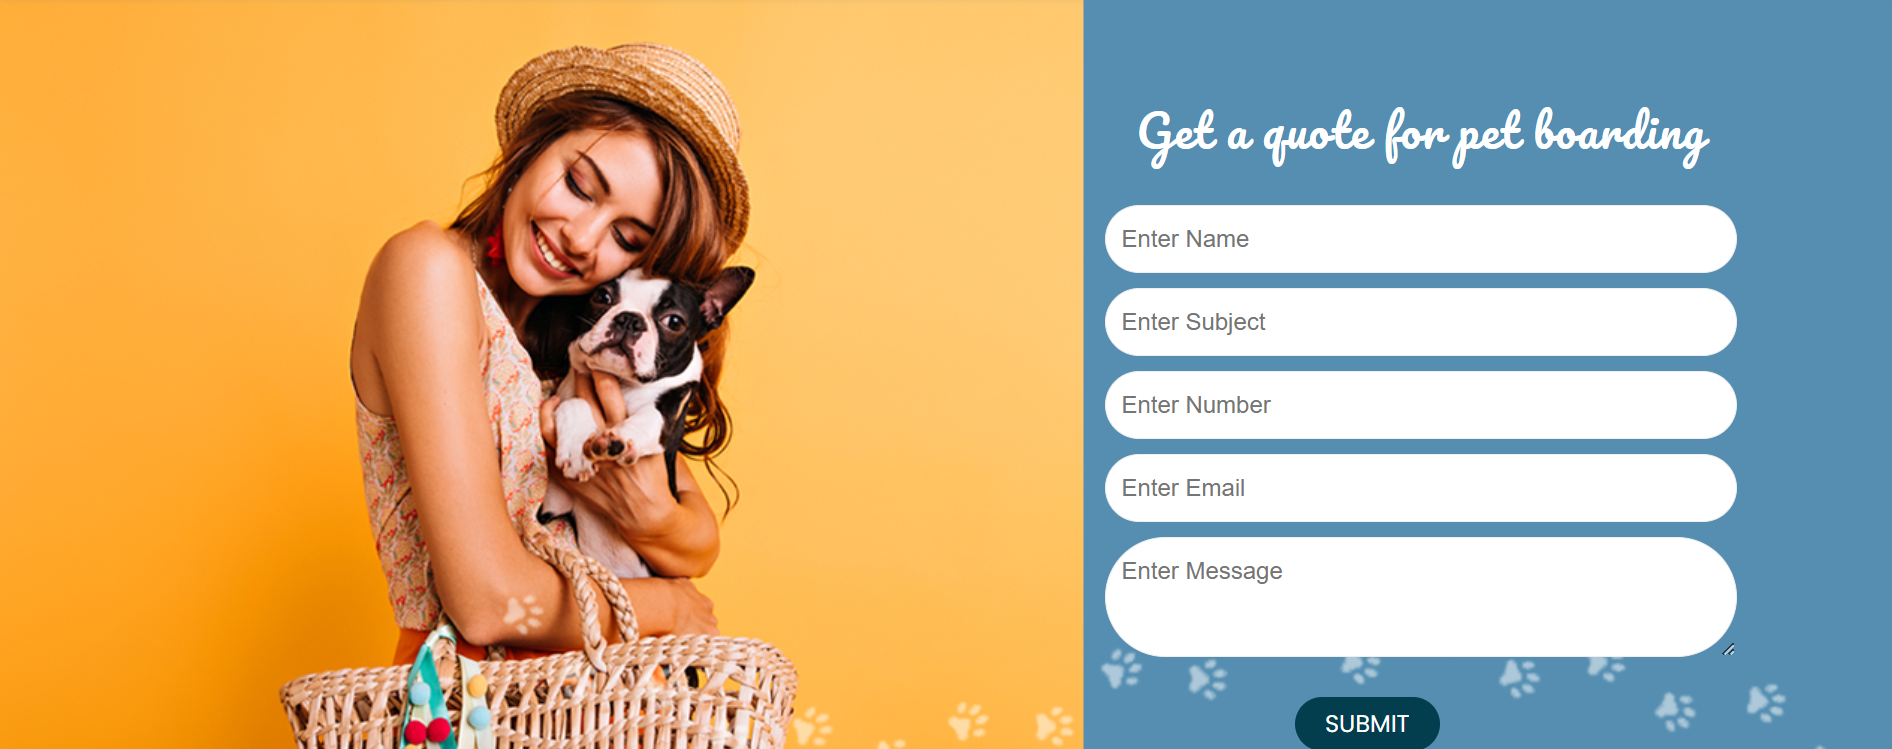 Get a quote for pet boarding
Enter Name
Enter Subject
Enter Number
Enter Email
Enter Message
SUBMIT